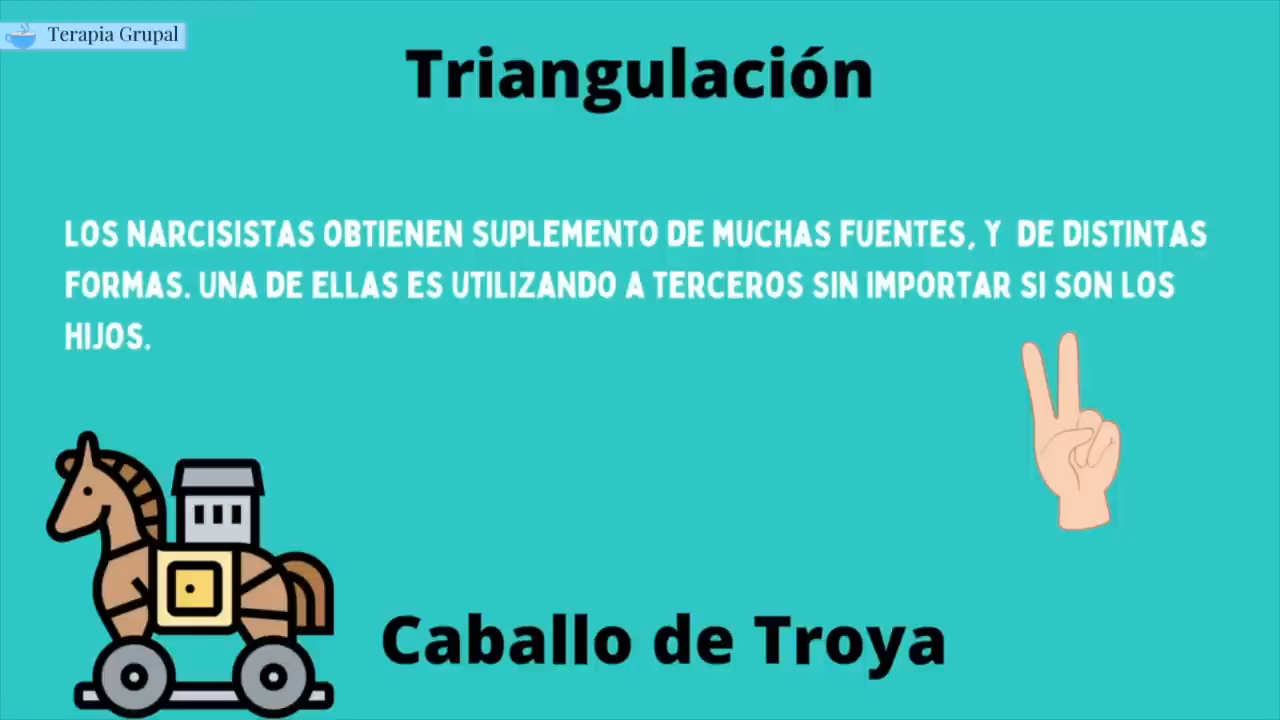 Terapia Grupal
Triangulación
LOS NARCISISTAS OBTIENEN SUPLEMENTO DE MUCHAS FUENTES, Y DE DISTINTAS
FORMAS. UNA DE ELLAS ES UTILIZANDO A TERCEROS SIN IMPORTAR SI SON LOS
HIJOS.
Caballo de Troya